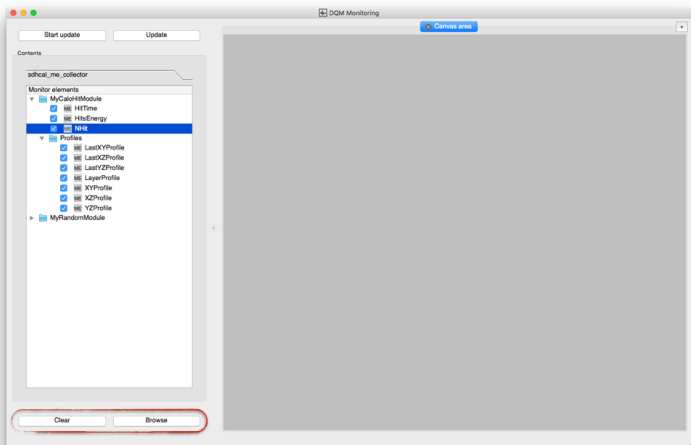 DQM Monitoring
Start update
Update
Canvas area
Contents
sdhcal_me_collector
Monitor elements
MyCaloHitModule
ME HitTime
ME HitsEnergy
ME NHit
Profiles
ME LastXYProfile
ME LastXZProfile
ME LastYZProfile
ME LayerProfile
ME XYProfile
ME XZProfile
ME YZProfile
MyRandomModule
Clear
Browse